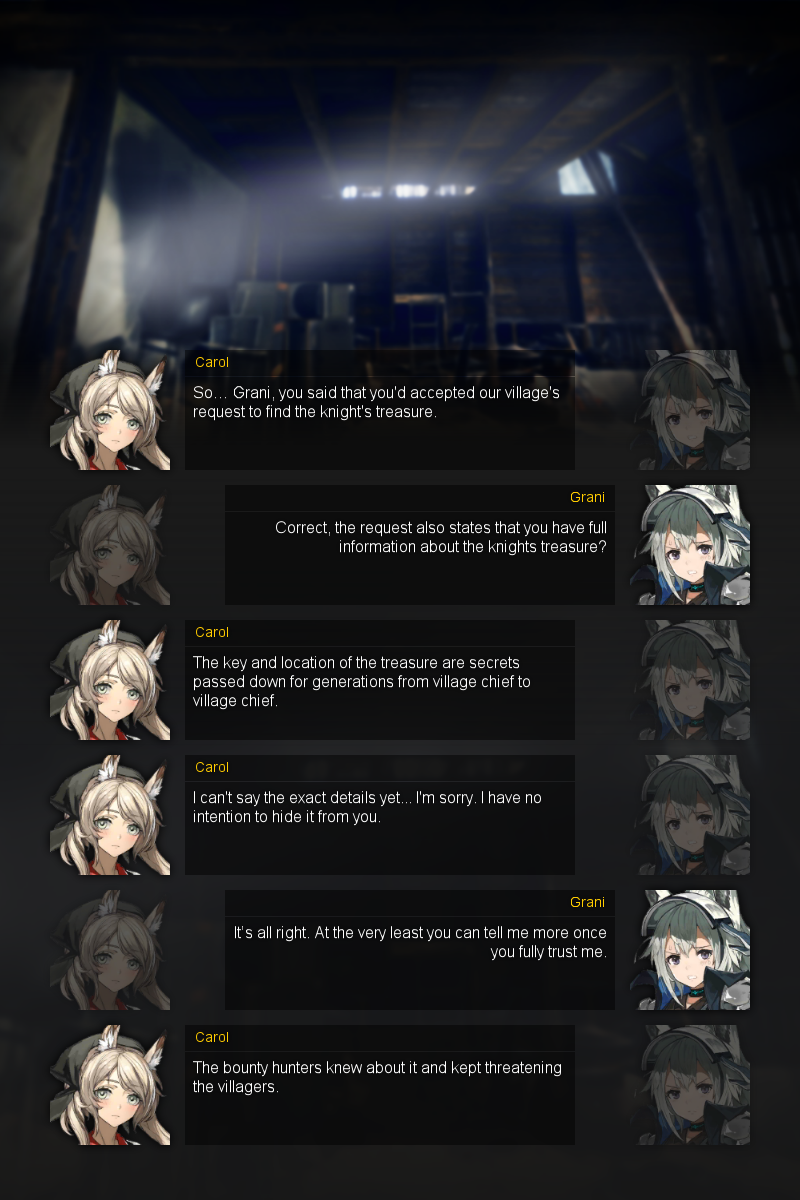 Carol
So... Grani, you said that you'd accepted our village's
request to find the knight's treasure.
Grani
Correct, the request also states that you have full
information about the knights treasure?
Carol
The key and location of the treasure are secrets
passed down for generations from village chief to
village chief.
Carol
I can't say the exact details yet... I'm sorry. I have no
intention to hide it from you.
Grani
It's all right. At the very least you can tell me more once
you fully trust me.
Carol
The bounty hunters knew about it and kept threatening
the villagers.